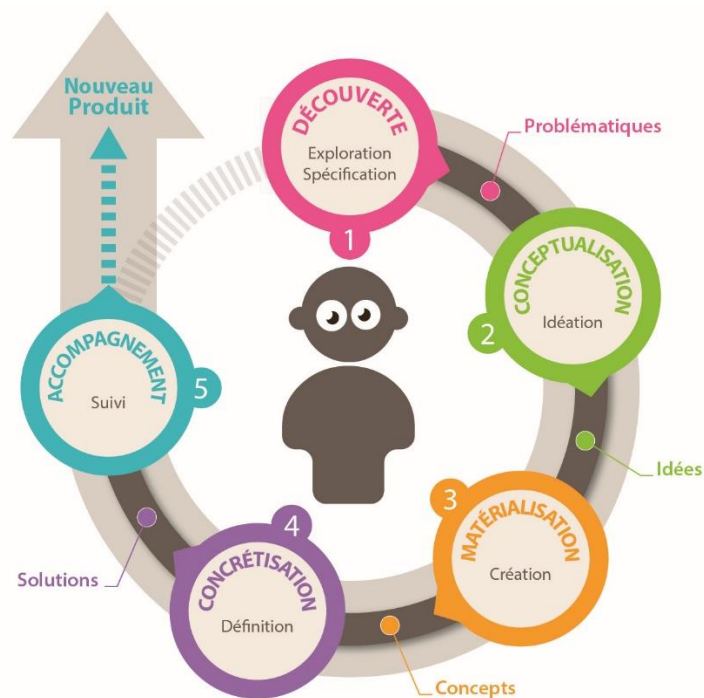 Nouveau
Produit
DÉCOUVERTE
Exploration
Spécification
1
Problématiques
CONCEPTUALISATION
Idéation
2
Idées
3
MATÉRIALISATION
Création
Concepts
4
CONCRÉTISATION
Définition
Solutions
ACCOMPAGNEMENT
Suivi
5